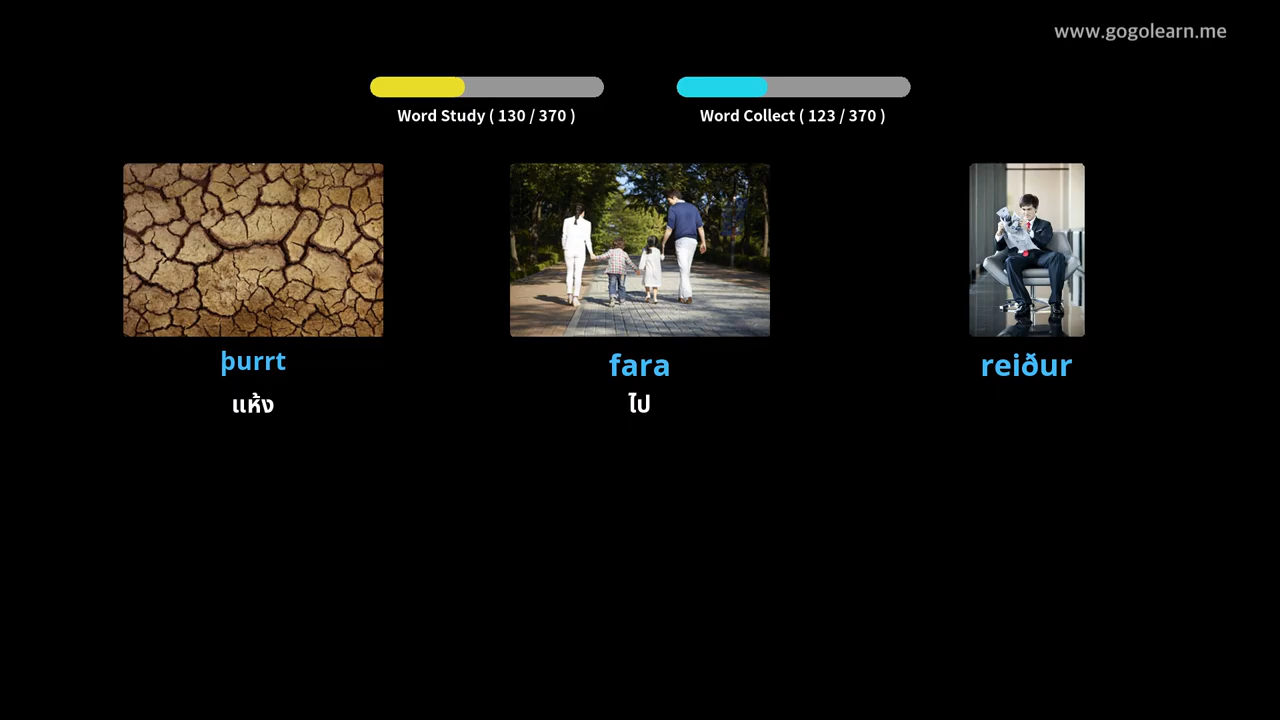 www.gogolearn.me
Word Study ( 130 / 370 )
Word Collect ( 123 / 370 )
þurrt
แห้ง
fara
ไป
reiður